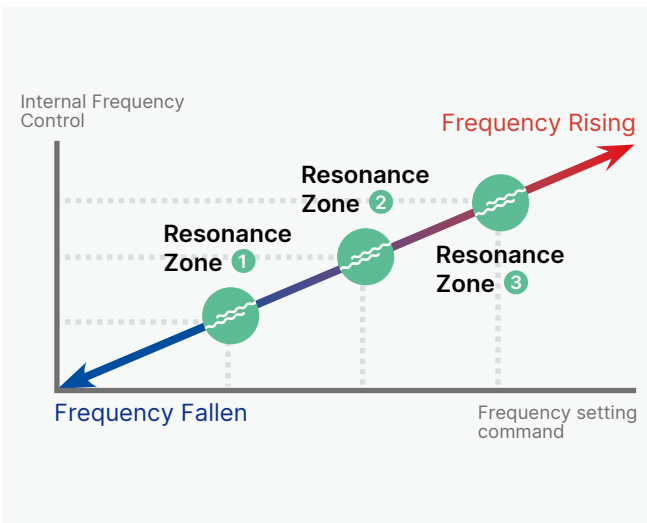 Internal Frequency
Control
Frequency Rising
Resonance
Zone 2
Resonance
Zone 1
Resonance
Zone 3
Frequency Fallen
Frequency setting
command